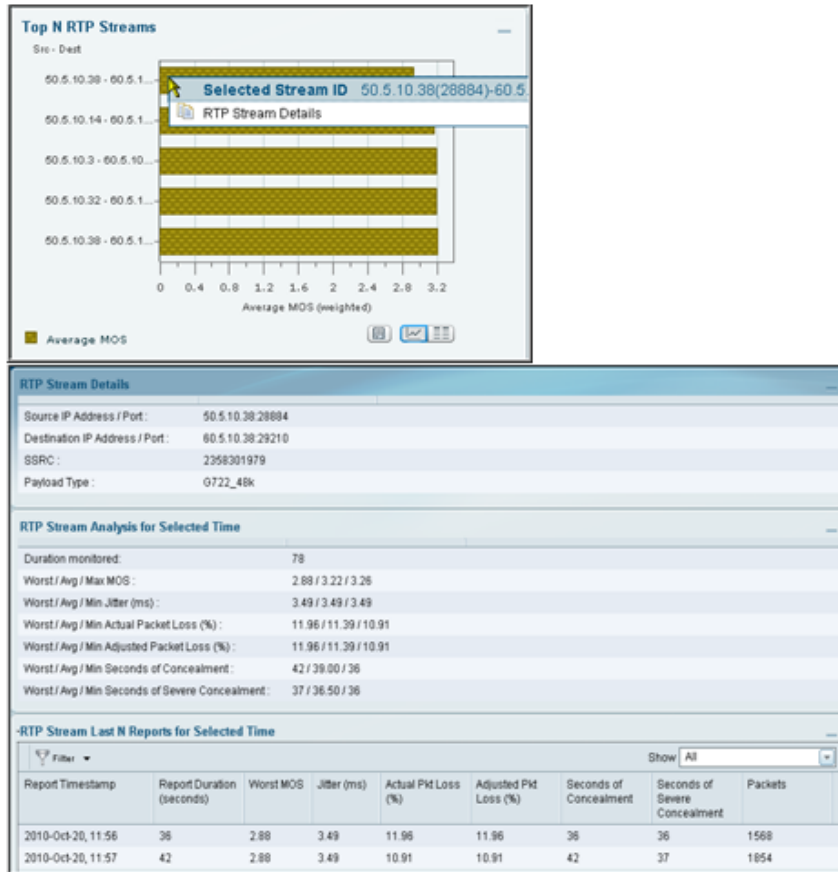 Top N RTP Streams
Src - Dest
50.5.10.38 - 60.5.1...
Selected Stream ID 50.5.10.38(28884)-60.5.
RTP Stream Details
50.5.10.14 - 60.5.1...
50.5.10.3 - 60.5.10...
50.5.10.32 - 60.5.1...
50.5.10.38 - 60.5.1...
0 0.4 0.8 1.2 1.6 2 2.4 2.8 3.2
Average MOS (weighted)
Average MOS
RTP Stream Details
Source IP Address / Port : 50.5.10.38:28884
Destination IP Address / Port : 60.5.10.38:29210
SSRC : 2358301979
Payload Type : G722_48k
RTP Stream Analysis for Selected Time
Duration monitored: 78
Worst / Avg / Max MOS : 2.88 / 3.22 / 3.26
Worst / Avg / Min Jitter (ms) : 3.49 / 3.49 / 3.49
Worst / Avg / Min Actual Packet Loss (%) : 11.96 / 11.39 / 10.91
Worst / Avg / Min Adjusted Packet Loss (%) : 11.96 / 11.39 / 10.91
Worst / Avg / Min Seconds of Concealment : 42 / 39.00 / 36
Worst / Avg / Min Seconds of Severe Concealment : 37 / 36.50 / 36
-RTP Stream Last N Reports for Selected Time
Filter Show All
Report Timestamp Report Duration (seconds) Worst MOS Jitter (ms) Actual Pkt Loss (%) Adjusted Pkt Loss (%) Seconds of Concealment Seconds of Severe Concealment Packets
2010-Oct-20, 11:56 36 2.88 3.49 11.96 11.96 36 36 1568
2010-Oct-20, 11:57 42 2.88 3.49 10.91 10.91 42 37 1854